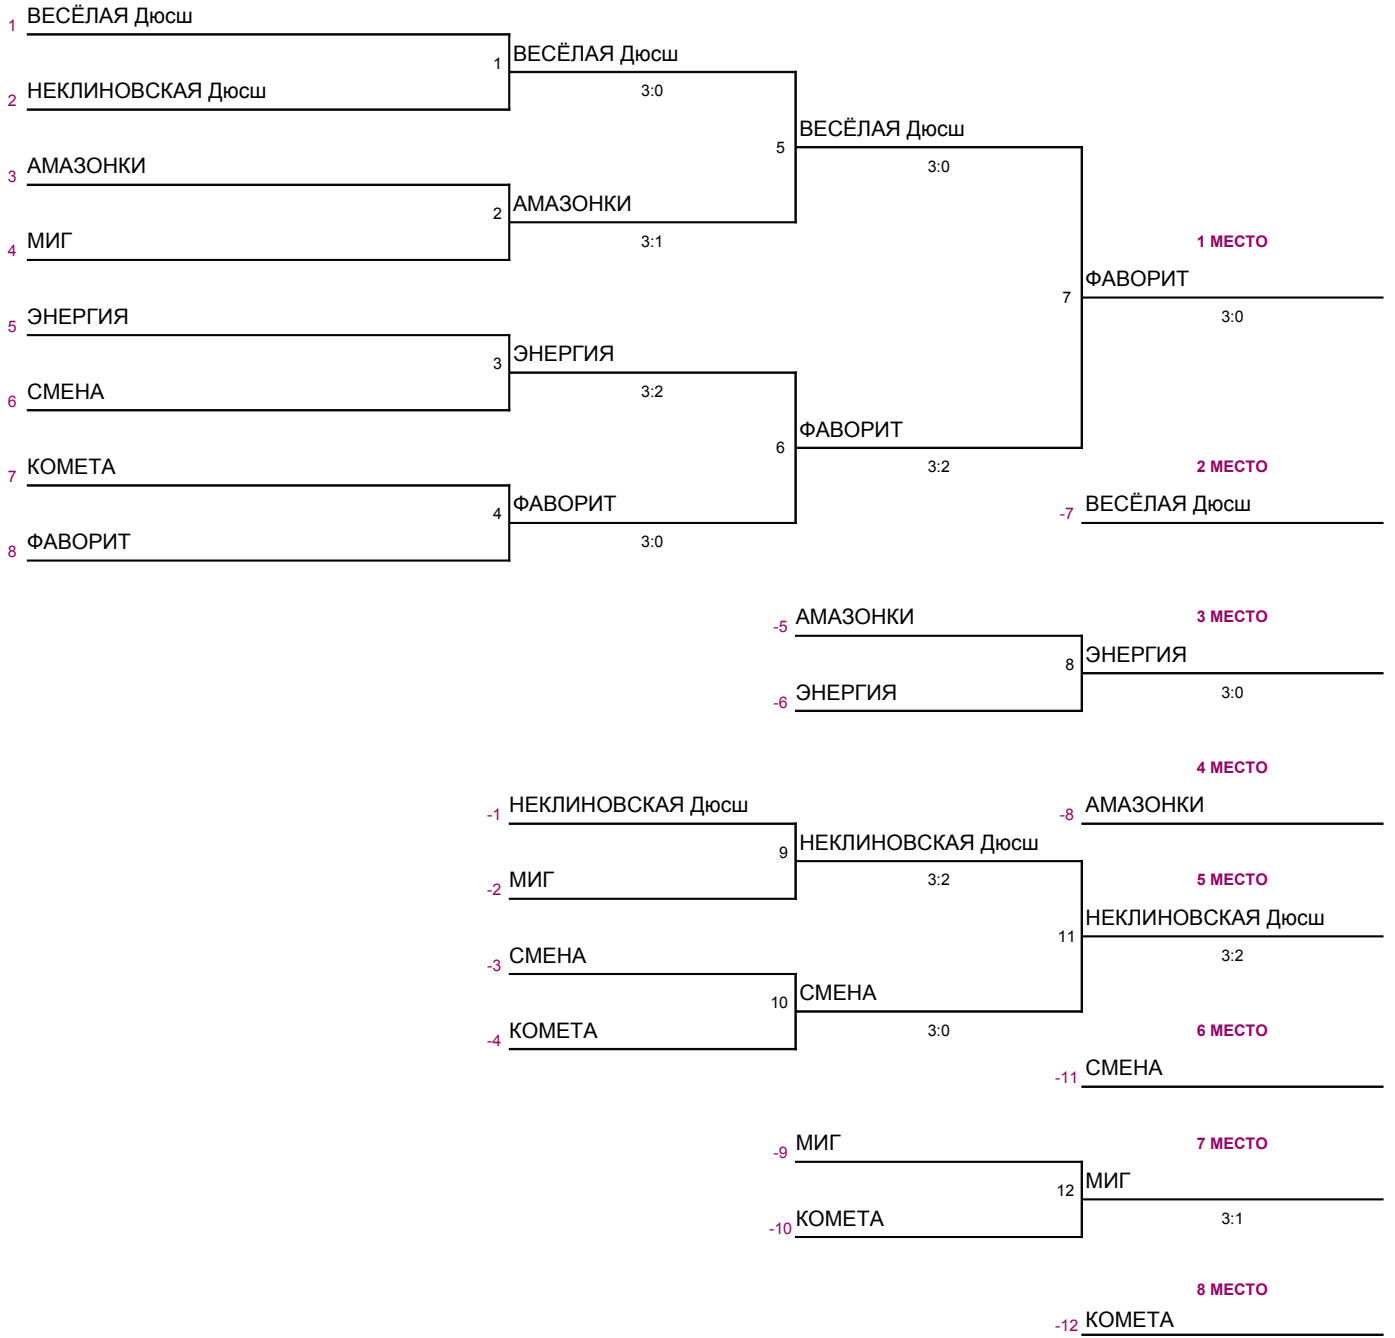 1 ВЕСЁЛАЯ Дюсш
1 ВЕСЁЛАЯ Дюсш
3:0
2 НЕКЛИНОВСКАЯ Дюсш
5 ВЕСЁЛАЯ Дюсш
3:0
3 АМАЗОНКИ
2 АМАЗОНКИ
3:1
4 МИГ
1 МЕСТО
7 ФАВОРИТ
3:0
5 ЭНЕРГИЯ
3 ЭНЕРГИЯ
3:2
6 СМЕНА
6 ФАВОРИТ
3:2
7 КОМЕТА
2 МЕСТО
4 ФАВОРИТ
3:0
-7 ВЕСЁЛАЯ Дюсш
8 ФАВОРИТ
-5 АМАЗОНКИ
3 МЕСТО
8 ЭНЕРГИЯ
3:0
-6 ЭНЕРГИЯ
4 МЕСТО
-1 НЕКЛИНОВСКАЯ Дюсш
-8 АМАЗОНКИ
9 НЕКЛИНОВСКАЯ Дюсш
3:2
-2 МИГ
5 МЕСТО
11 НЕКЛИНОВСКАЯ Дюсш
3:2
-3 СМЕНА
10 СМЕНА
3:0
-4 КОМЕТА
6 МЕСТО
-11 СМЕНА
-9 МИГ
7 МЕСТО
12 МИГ
3:1
-10 КОМЕТА
8 МЕСТО
-12 КОМЕТА